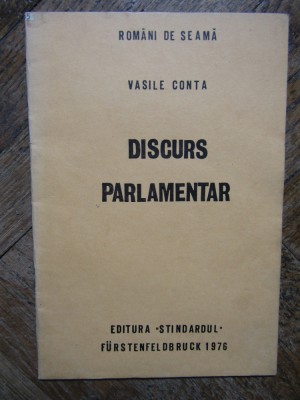 ROMÂNI DE SEAMĂ
VASILE CONTA
DISCURS
PARLAMENTAR
EDITURA "STINDARDUL"
FÜRSTENFELDBRUCK 1976